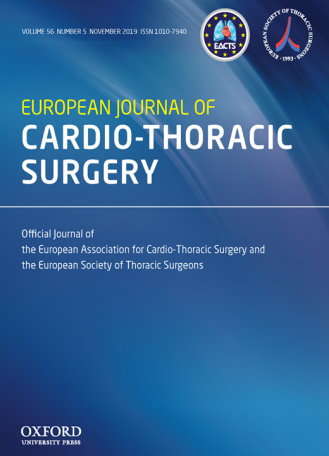 VOLUME 56 NUMBER 5 NOVEMBER 2019 ISSN 1010-7940
EACTS
EUROPEAN SOCIETY OF THORACIC SURGEONS
· 1993 ·
EUROPEAN JOURNAL OF
CARDIO-THORACIC
SURGERY
Official Journal of
the European Association for Cardio-Thoracic Surgery and
the European Society of Thoracic Surgeons
OXFORD
UNIVERSITY PRESS